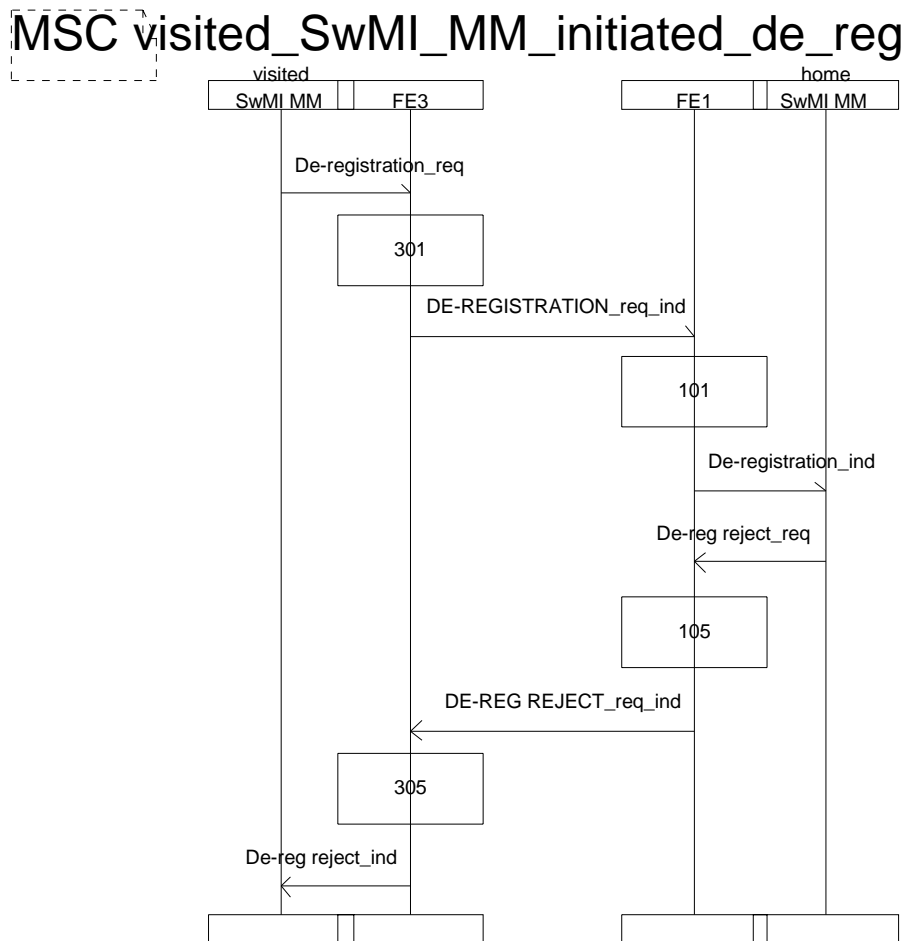 MSC visited_SwMI_MM_initiated_de_reg
visited
SwMI MM
FE3
FE1
home
SwMI MM
De-registration_req
301
DE-REGISTRATION_req_ind
101
De-registration_ind
De-reg reject_req
105
DE-REG REJECT_req_ind
305
De-reg reject_ind